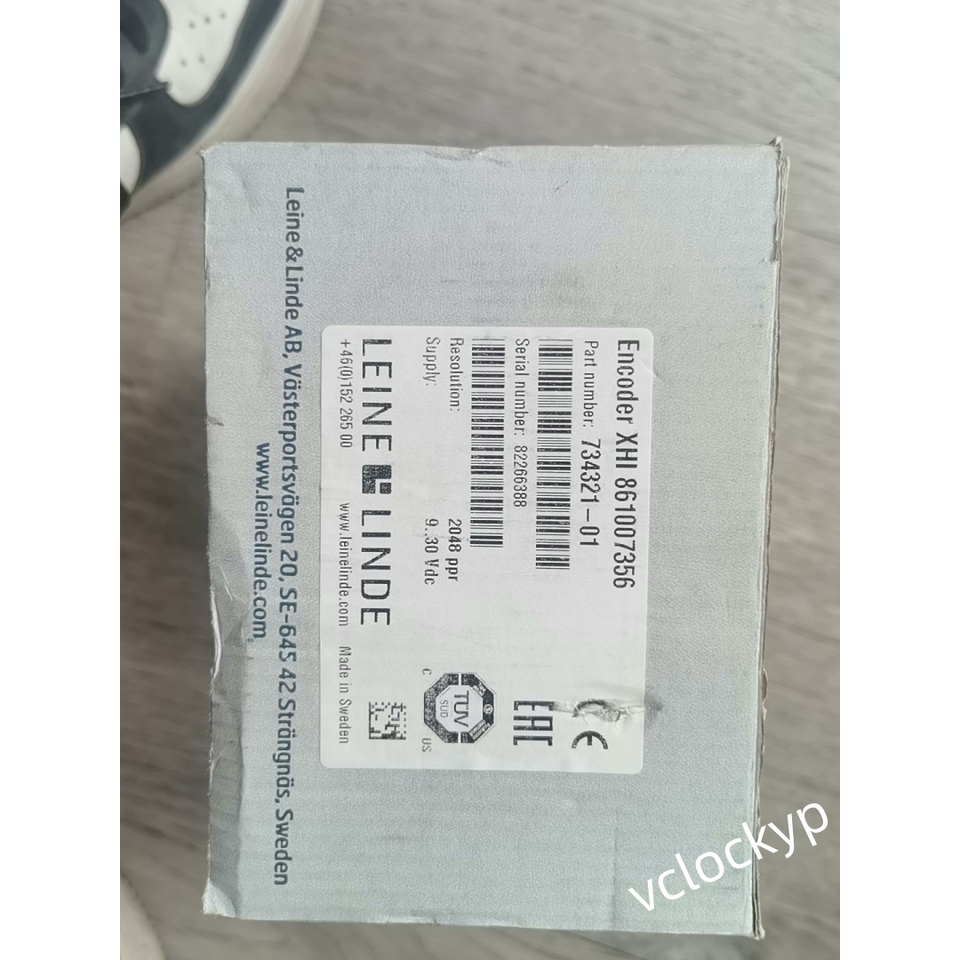 Encoder XHI 861007356
Part number: 734321-01
Serial number: 82266388
Resolution: 2048 ppr
Supply: 9..30 Vdc
LEINE LINDE
+46(0)152 265 00 www.leinelinde.com Made in Sweden
CE
EAC
TÜV
SÜD
C US
Leine & Linde AB, Västerportsvägen 20, SE-645 42 Strängnäs, Sweden
www.leinelinde.com
vclockyp